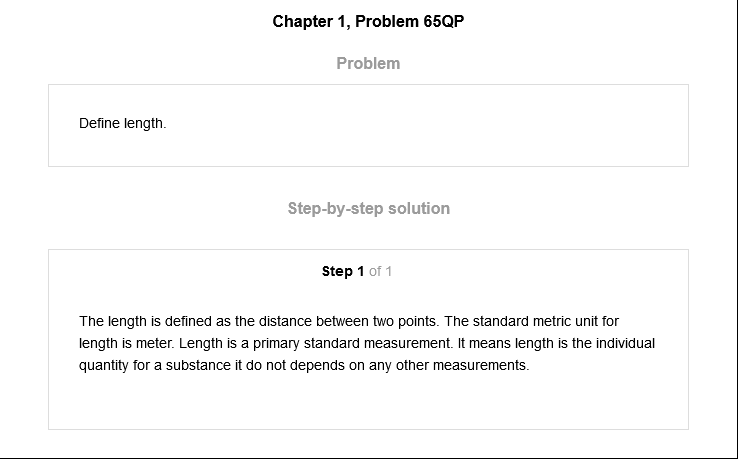 Chapter 1, Problem 65QP
Problem
Define length.
Step-by-step solution
Step 1 of 1
The length is defined as the distance between two points. The standard metric unit for
length is meter. Length is a primary standard measurement. It means length is the individual
quantity for a substance it do not depends on any other measurements.